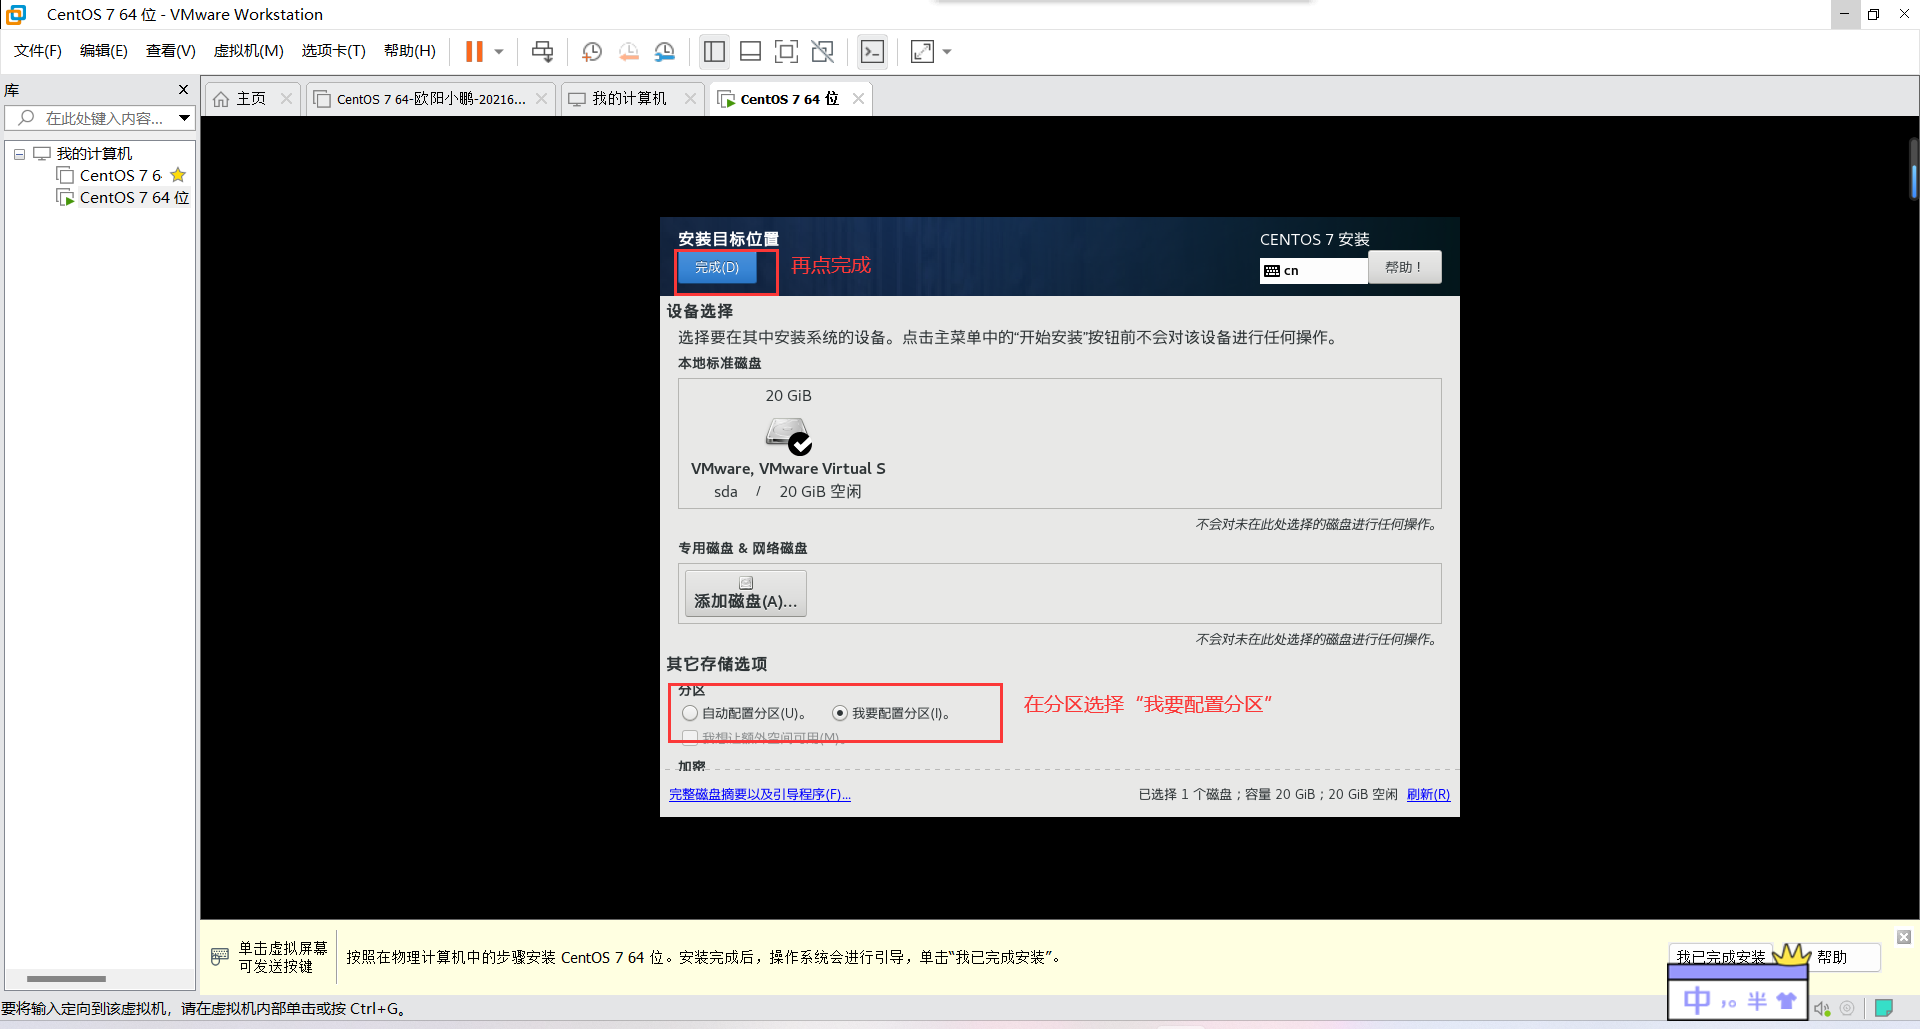 CentOS 7 64 位 - VMware Workstation
文件(F) 编辑(E) 查看(V) 虚拟机(M) 选项卡(T) 帮助(H)
库
主页
CentOS 7 64-欧阳小鹏-20216...
我的计算机
CentOS 7 64 位
在此处键入内容...
我的计算机
CentOS 7 6
CentOS 7 64 位
安装目标位置
CENTOS 7 安装
完成(D)
再点完成
cn
帮助！
设备选择
选择要在其中安装系统的设备。点击主菜单中的“开始安装”按钮前不会对该设备进行任何操作。
本地标准磁盘
20 GiB
VMware, VMware Virtual S
sda / 20 GiB 空闲
不会对未在此处选择的磁盘进行任何操作。
专用磁盘 & 网络磁盘
添加磁盘(A)...
不会对未在此处选择的磁盘进行任何操作。
其它存储选项
分区
自动配置分区(U)。 我要配置分区(I)。
在分区选择“我要配置分区”
我想让额外空间可用(M)。
加密
完整磁盘摘要以及引导程序(F)...
已选择 1 个磁盘；容量 20 GiB；20 GiB 空闲 刷新(R)
单击虚拟屏幕
可发送按键
按照在物理计算机中的步骤安装 CentOS 7 64 位。安装完成后，操作系统会进行引导，单击“我已完成安装”。
我已完成安装
帮助
中 ，。 半
要将输入定向到该虚拟机，请在虚拟机内部单击或按 Ctrl+G。